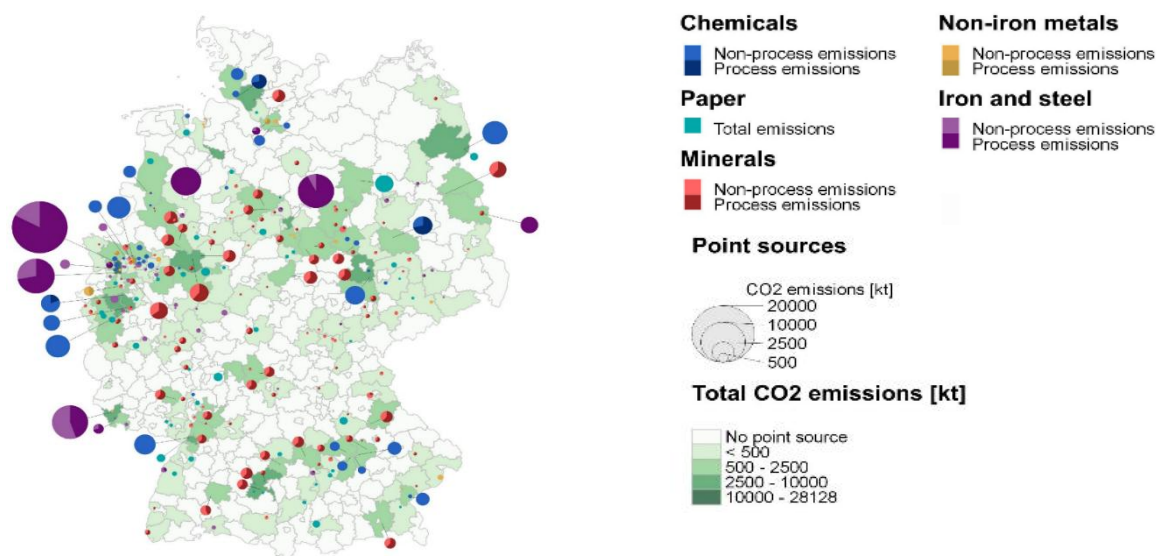 Chemicals
Non-process emissions
Process emissions
Paper
Total emissions
Minerals
Non-process emissions
Process emissions
Non-iron metals
Non-process emissions
Process emissions
Iron and steel
Non-process emissions
Process emissions
Point sources
CO2 emissions [kt]
20000
10000
2500
500
Total CO2 emissions [kt]
No point source
< 500
500 - 2500
2500 - 10000
10000 - 28128